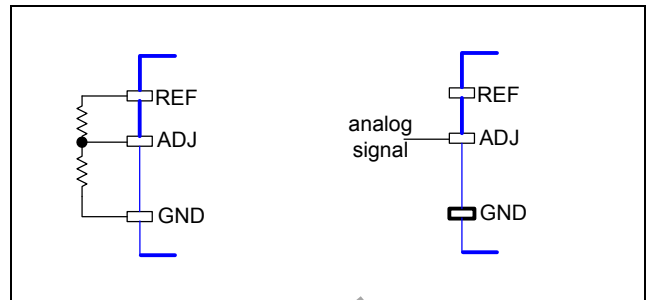 REF
ADJ
GND
REF
analog
signal
ADJ
GND